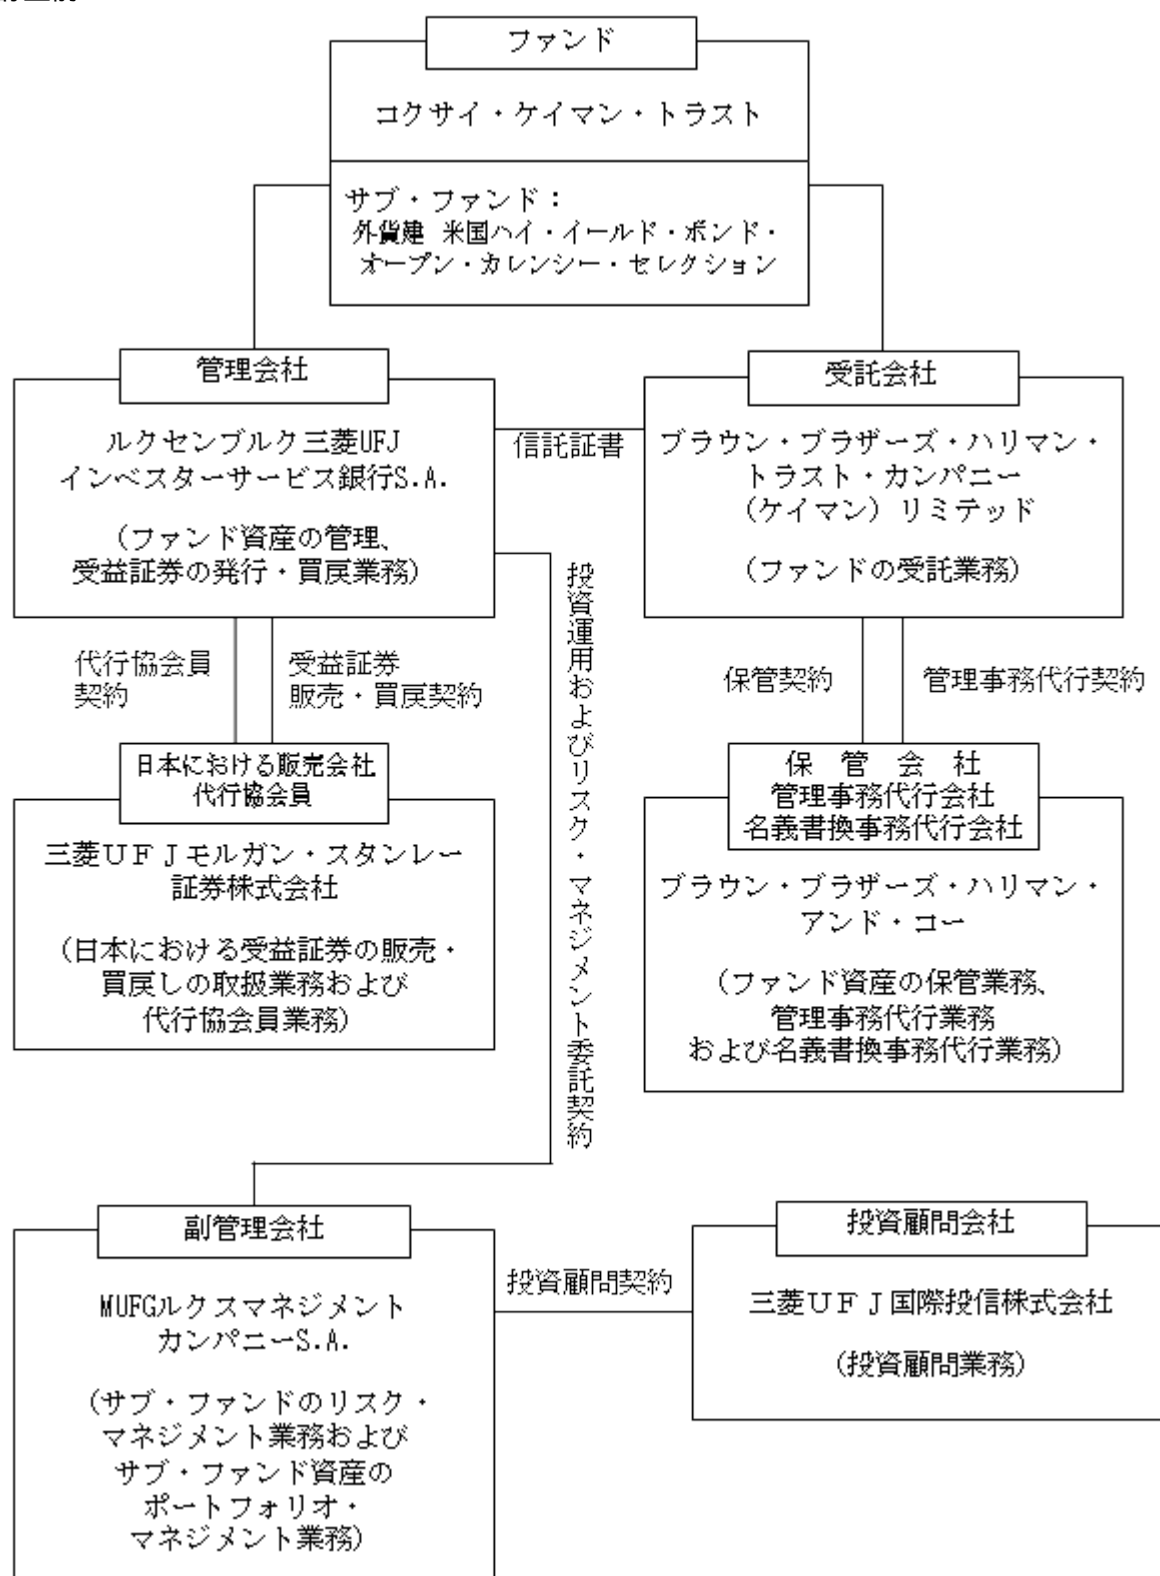 ファンド
コクサイ・ケイマン・トラスト
サブ・ファンド：
外貨建 米国ハイ・イールド・ボンド・
オープン・カレンシー・セレクション
管理会社
ルクセンブルク三菱UFJ
インベスターサービス銀行S.A.
（ファンド資産の管理、
受益証券の発行・買戻業務）
信託証書
受託会社
ブラウン・ブラザーズ・ハリマン・
トラスト・カンパニー
（ケイマン）リミテッド
（ファンドの受託業務）
代行協会員
契約
受益証券
販売・買戻契約
投資運用およびリスク・マネジメント委託契約
保管契約
管理事務代行契約
日本における販売会社
代行協会員
三菱ＵＦＪモルガン・スタンレー
証券株式会社
（日本における受益証券の販売・
買戻しの取扱業務および
代行協会員業務）
保管会社
管理事務代行会社
名義書換事務代行会社
ブラウン・ブラザーズ・ハリマン・
アンド・コー
（ファンド資産の保管業務、
管理事務代行業務
および名義書換事務代行業務）
副管理会社
MUFGルクスマネジメント
カンパニーS.A.
（サブ・ファンドのリスク・
マネジメント業務および
サブ・ファンド資産の
ポートフォリオ・
マネジメント業務）
投資顧問契約
投資顧問会社
三菱ＵＦＪ国際投信株式会社
（投資顧問業務）